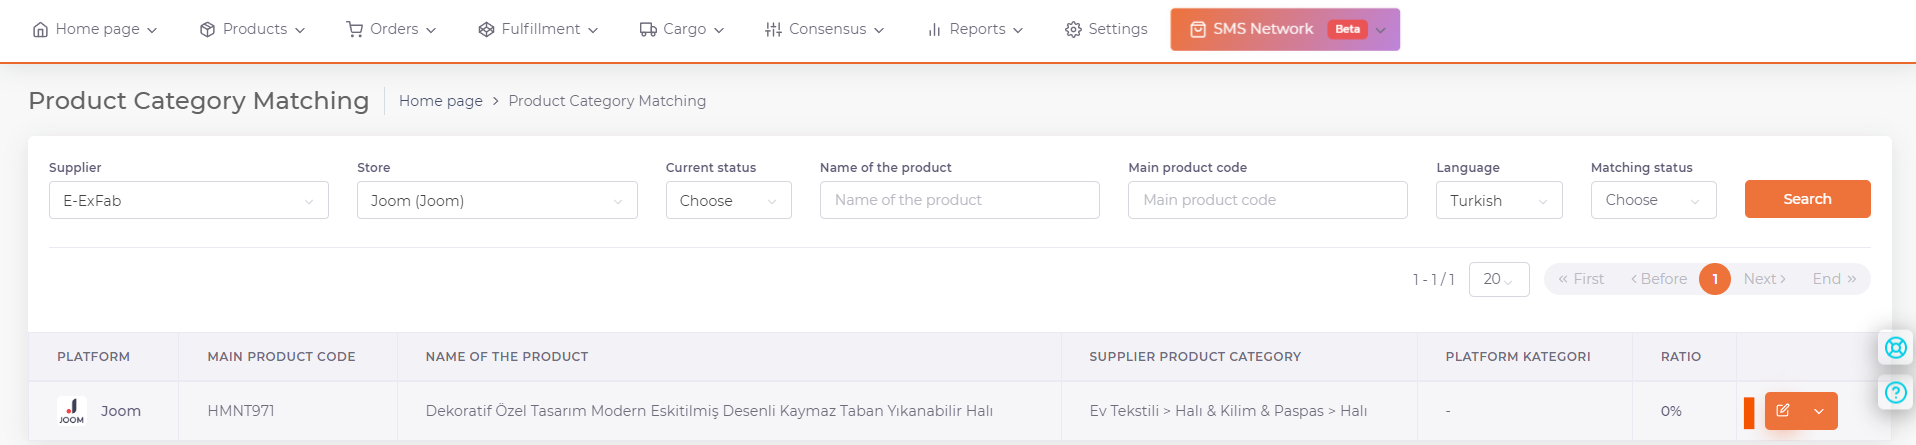 Home page Products Orders Fulfillment Cargo Consensus Reports Settings SMS Network Beta
Product Category Matching Home page > Product Category Matching
Supplier Store Current status Name of the product Main product code Language Matching status
E-ExFab Joom (Joom) Choose Name of the product Main product code Turkish Choose Search
1 - 1 / 1 20 « First ‹ Before 1 Next › End »
PLATFORM MAIN PRODUCT CODE NAME OF THE PRODUCT SUPPLIER PRODUCT CATEGORY PLATFORM KATEGORI RATIO
JOOM Joom HMNT971 Dekoratif Özel Tasarım Modern Eskitilmiş Desenli Kaymaz Taban Yıkanabilir Halı Ev Tekstili > Halı & Kilim & Paspas > Halı - 0%